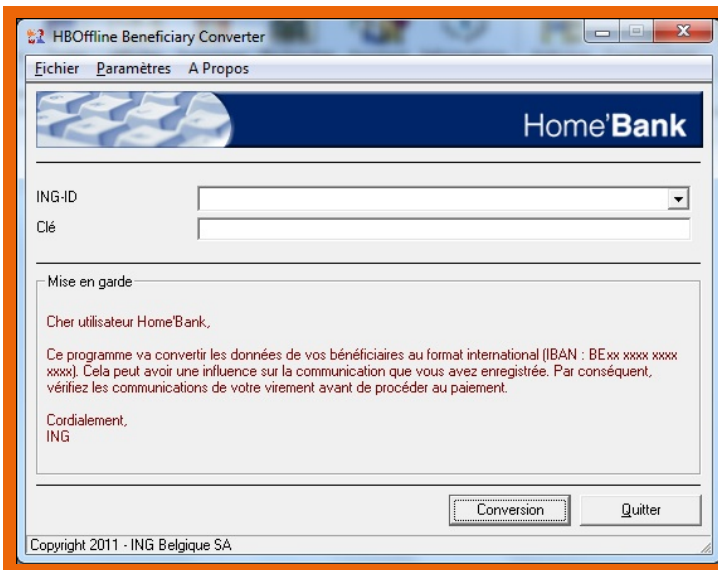 HBOffline Beneficiary Converter
Fichier Paramètres A Propos
Home'Bank
ING-ID
Clé
Mise en garde
Cher utilisateur Home'Bank,
Ce programme va convertir les données de vos bénéficiaires au format international (IBAN : BExx xxxx xxxx
xxxx). Cela peut avoir une influence sur la communication que vous avez enregistrée. Par conséquent,
vérifiez les communications de votre virement avant de procéder au paiement.
Cordialement,
ING
Conversion Quitter
Copyright 2011 - ING Belgique SA